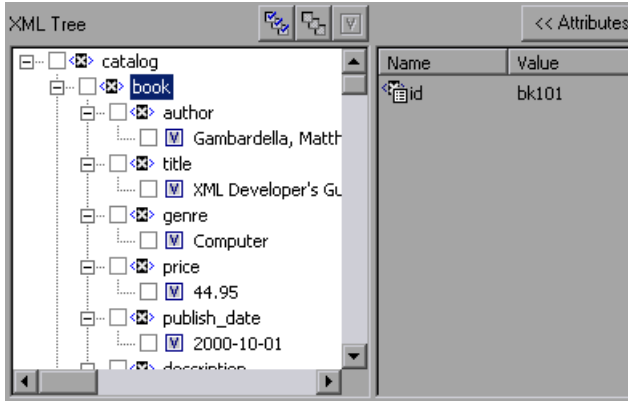 XML Tree
<< Attributes
catalog
book
author
Gambardella, Matth
title
XML Developer's Gu
genre
Computer
price
44.95
publish_date
2000-10-01
description
Name Value
id bk101